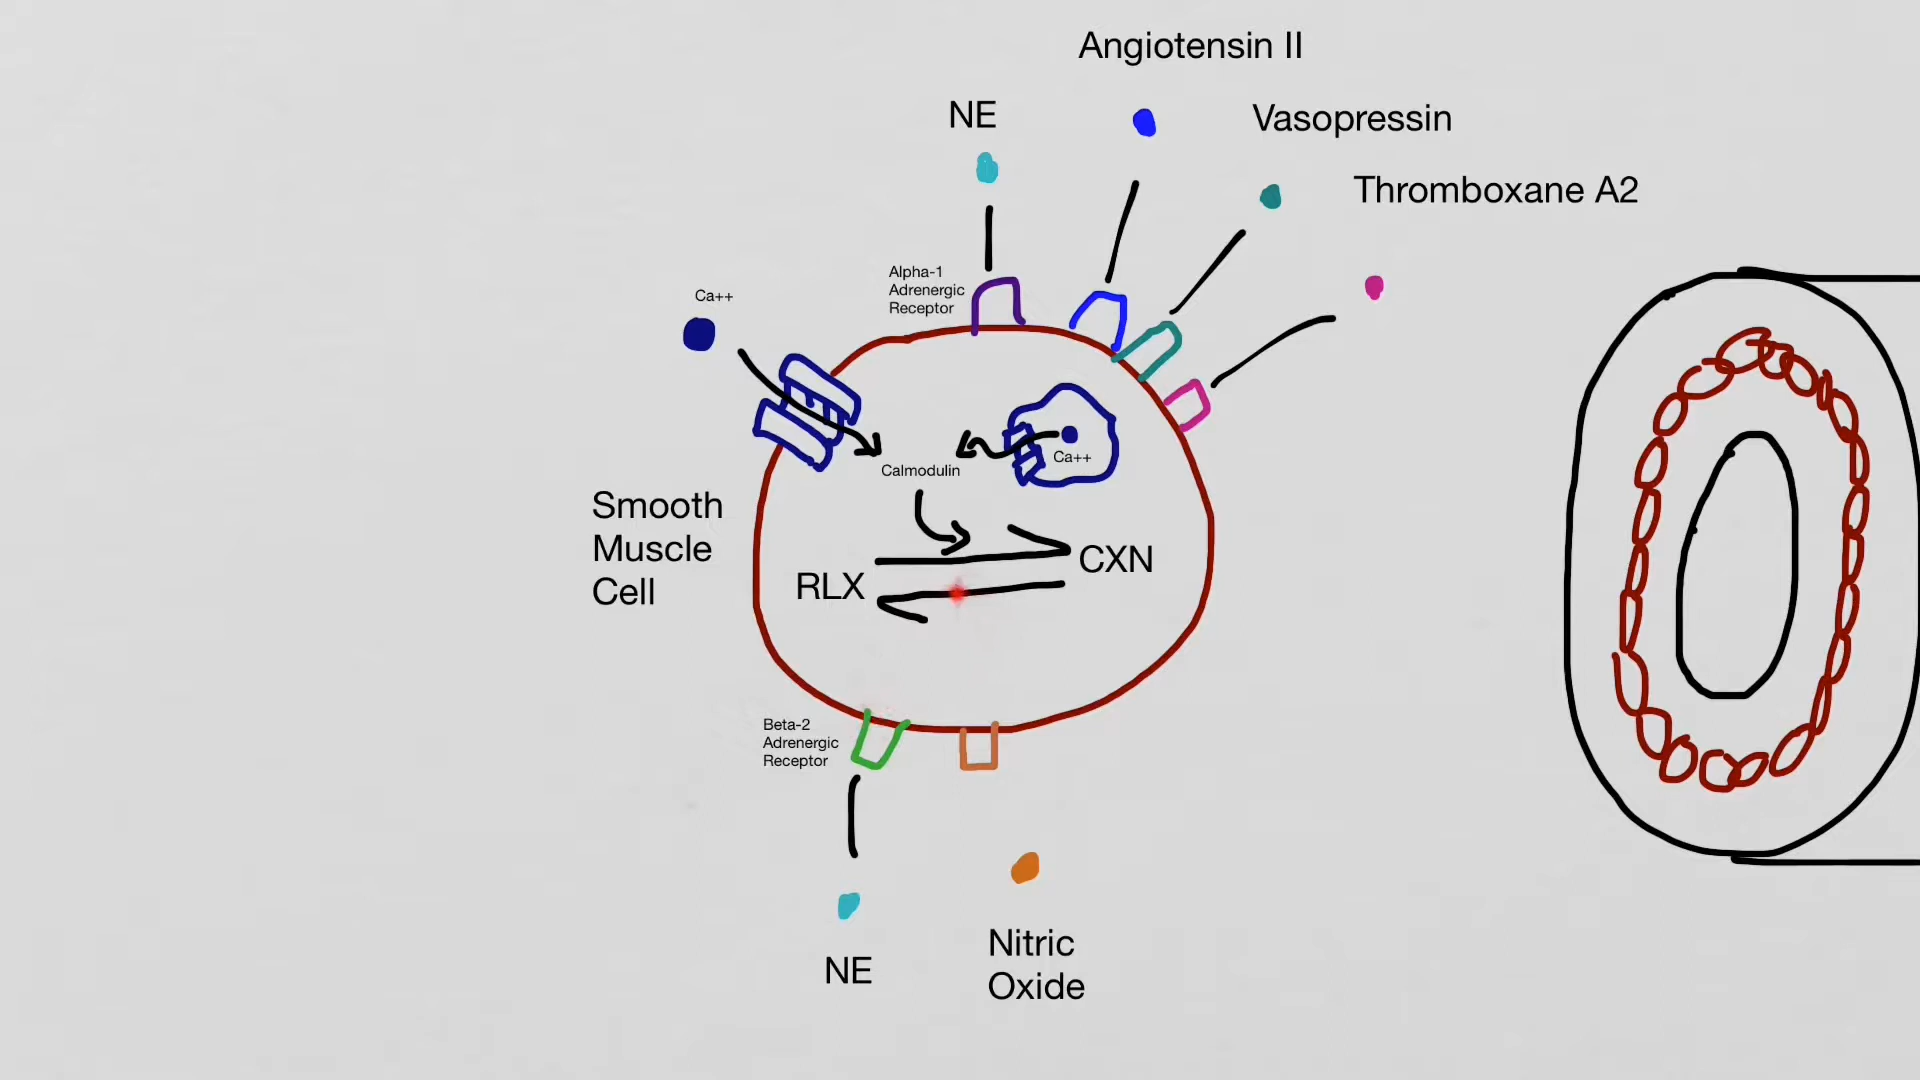 Angiotensin II
NE
Vasopressin
Thromboxane A2
Alpha-1
Adrenergic
Receptor
Ca++
Ca++
Calmodulin
Smooth
Muscle
Cell
RLX
CXN
Beta-2
Adrenergic
Receptor
NE
Nitric
Oxide